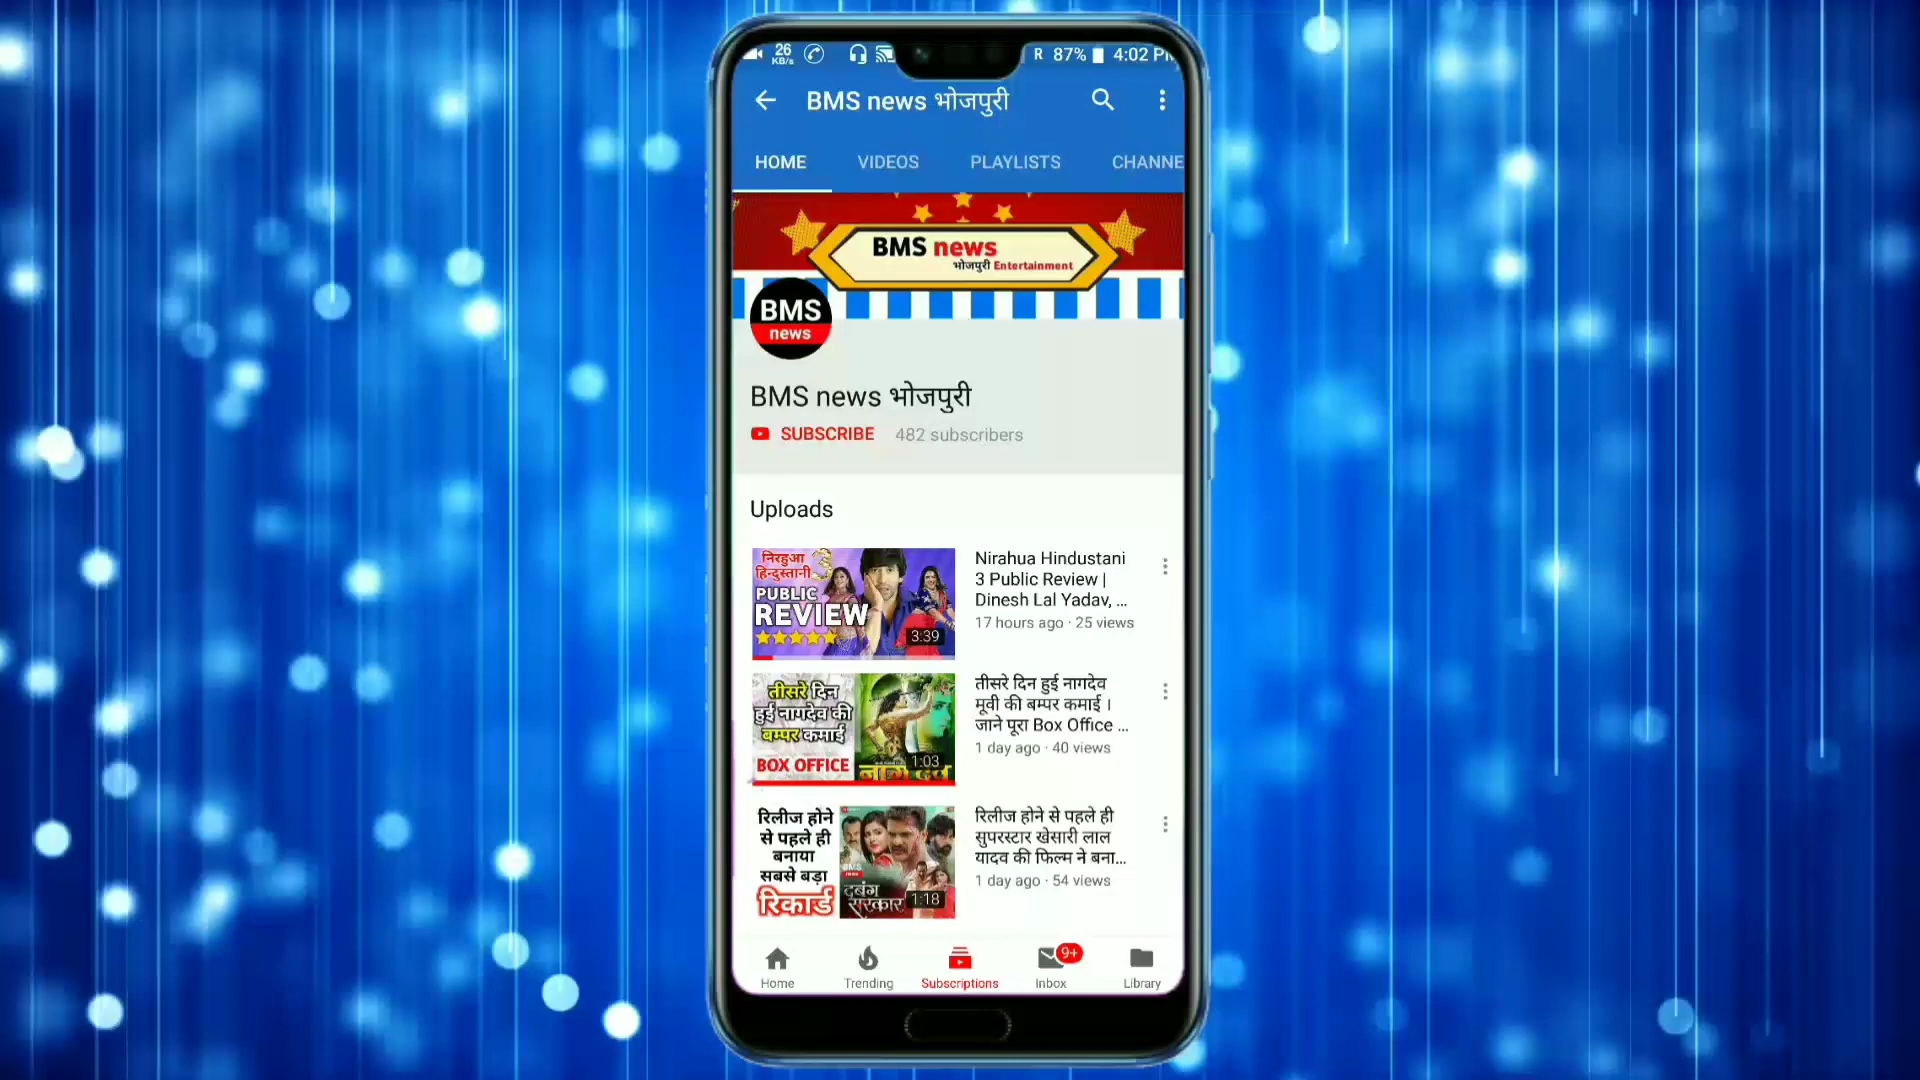 26
KB/s
R 87% 4:02 PM
BMS news भोजपुरी
HOME VIDEOS PLAYLISTS CHANNE
BMS news
भोजपुरी Entertainment
BMS
news
BMS news भोजपुरी
SUBSCRIBE 482 subscribers
Uploads
निरहुआ
हिन्दुस्तानी 3
PUBLIC
REVIEW
3:39
Nirahua Hindustani
3 Public Review |
Dinesh Lal Yadav, ...
17 hours ago · 25 views
तीसरे दिन
हुई नागदेव की
बम्पर कमाई
BOX OFFICE
1:03
तीसरे दिन हुई नागदेव
मूवी की बम्पर कमाई ।
जाने पूरा Box Office ...
1 day ago · 40 views
रिलीज होने
से पहले ही
बनाया
सबसे बड़ा
रिकार्ड
BMS
news
दबंग
सरकार
1:18
रिलीज होने से पहले ही
सुपरस्टार खेसारी लाल
यादव की फिल्म ने बना...
1 day ago · 54 views
9+
Home Trending Subscriptions Inbox Library